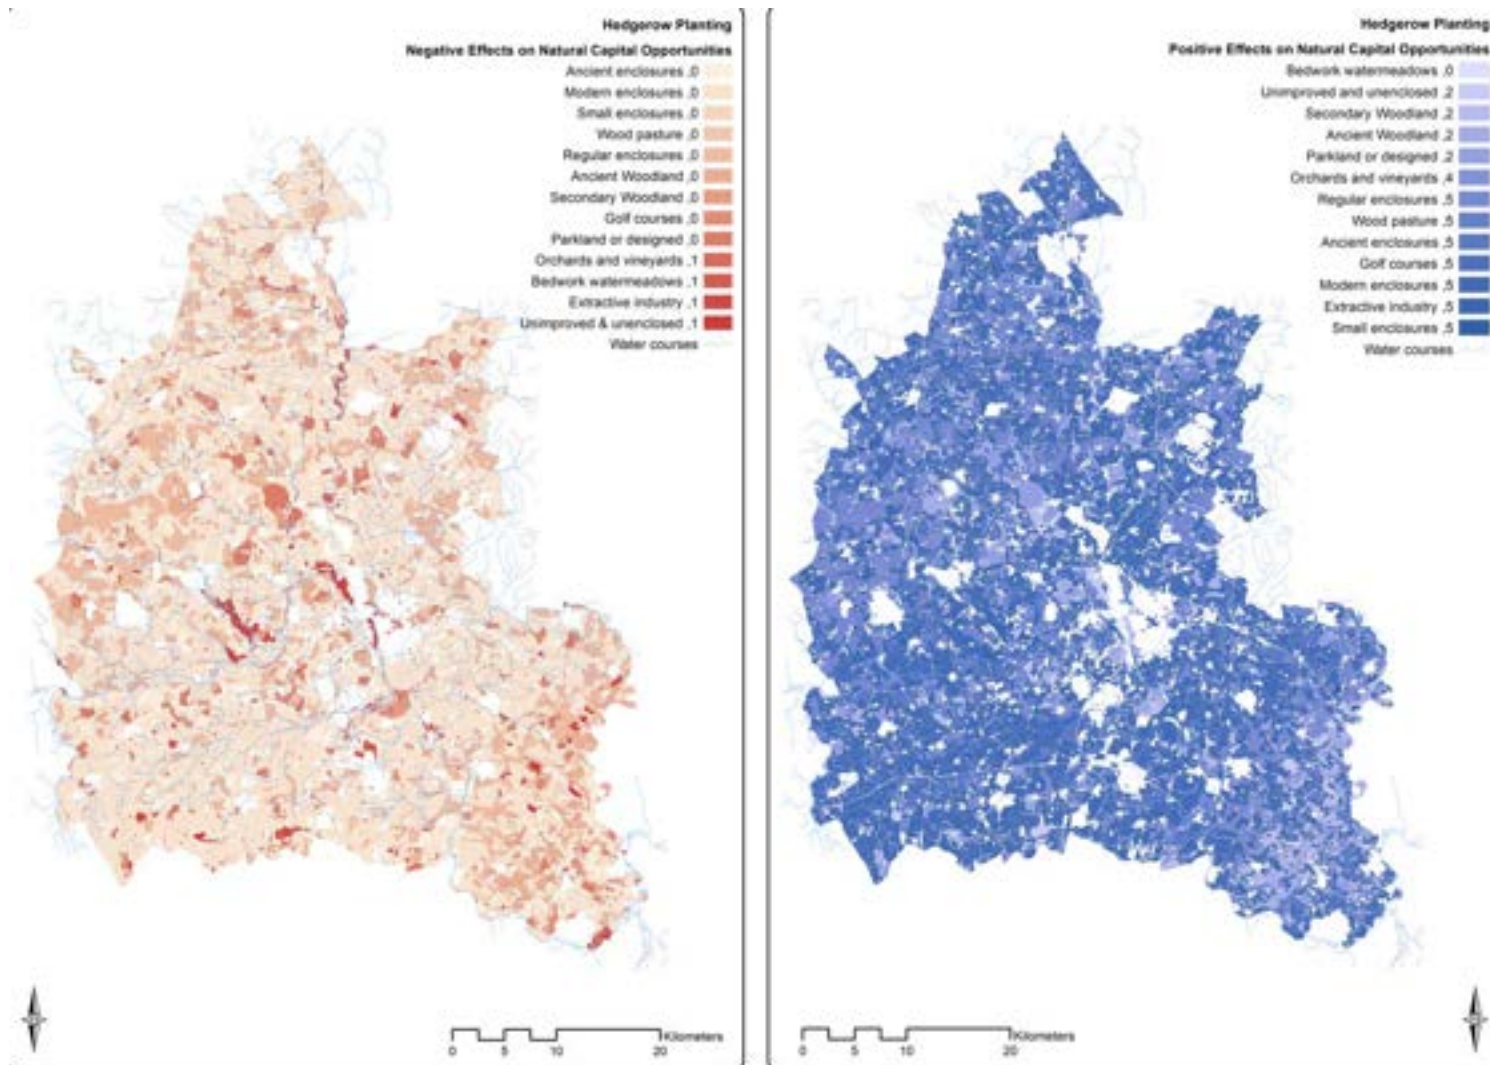 Hedgerow Planting
Negative Effects on Natural Capital Opportunities
Ancient enclosures ,0
Modern enclosures ,0
Small enclosures ,0
Wood pasture ,0
Regular enclosures ,0
Ancient Woodland ,0
Secondary Woodland ,0
Golf courses ,0
Parkland or designed ,0
Orchards and vineyards ,1
Bedwork watermeadows ,1
Extractive industry ,1
Unimproved & unenclosed ,1
Water courses
0 5 10 20 Kilometers
Hedgerow Planting
Positive Effects on Natural Capital Opportunities
Bedwork watermeadows ,0
Unimproved and unenclosed ,2
Secondary Woodland ,2
Ancient Woodland ,2
Parkland or designed ,2
Orchards and vineyards ,4
Regular enclosures ,5
Wood pasture ,5
Ancient enclosures ,5
Golf courses ,5
Modern enclosures ,5
Extractive industry ,5
Small enclosures ,5
Water courses
0 5 10 20 Kilometers